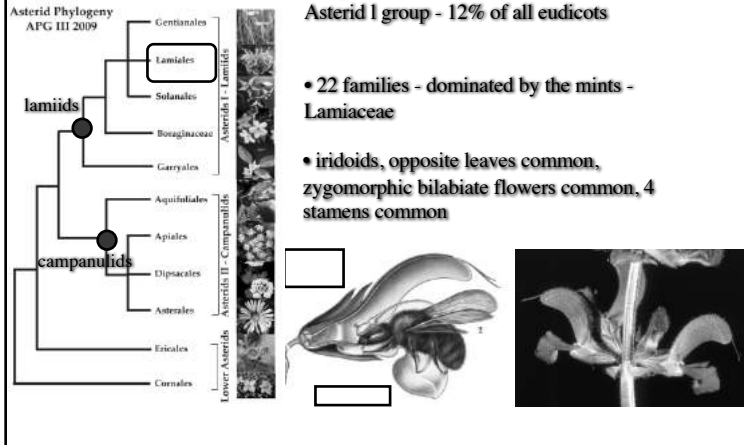 Asterid Phylogeny
APG III 2009
Asterid I group - 12% of all eudicots
Gentianales
Lamiales
Solanales
Boraginaceae
Garryales
Asterids I - Lamiids
lamiids
• 22 families - dominated by the mints -
Lamiaceae
• iridoids, opposite leaves common,
zygomorphic bilabiate flowers common, 4
stamens common
Aquifoliales
Apiales
Dipsacales
Asterales
Asterids II - Campanulids
campanulids
Ericales
Cornales
Lower Asterids